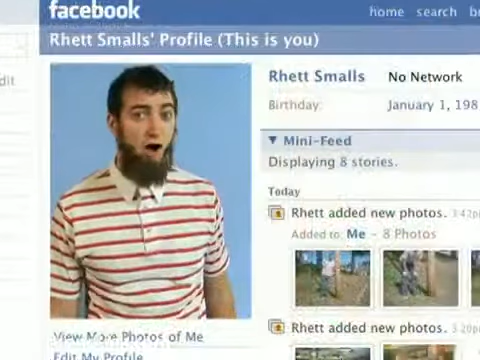 facebook
home search
Rhett Smalls' Profile (This is you)
Rhett Smalls No Network
Birthday: January 1, 198
Mini-Feed
Displaying 8 stories.
Today
Rhett added new photos. 3:42p
Added to: Me – 8 Photos
Rhett added new photos. 3:20p
View More Photos of Me
Edit My Profile